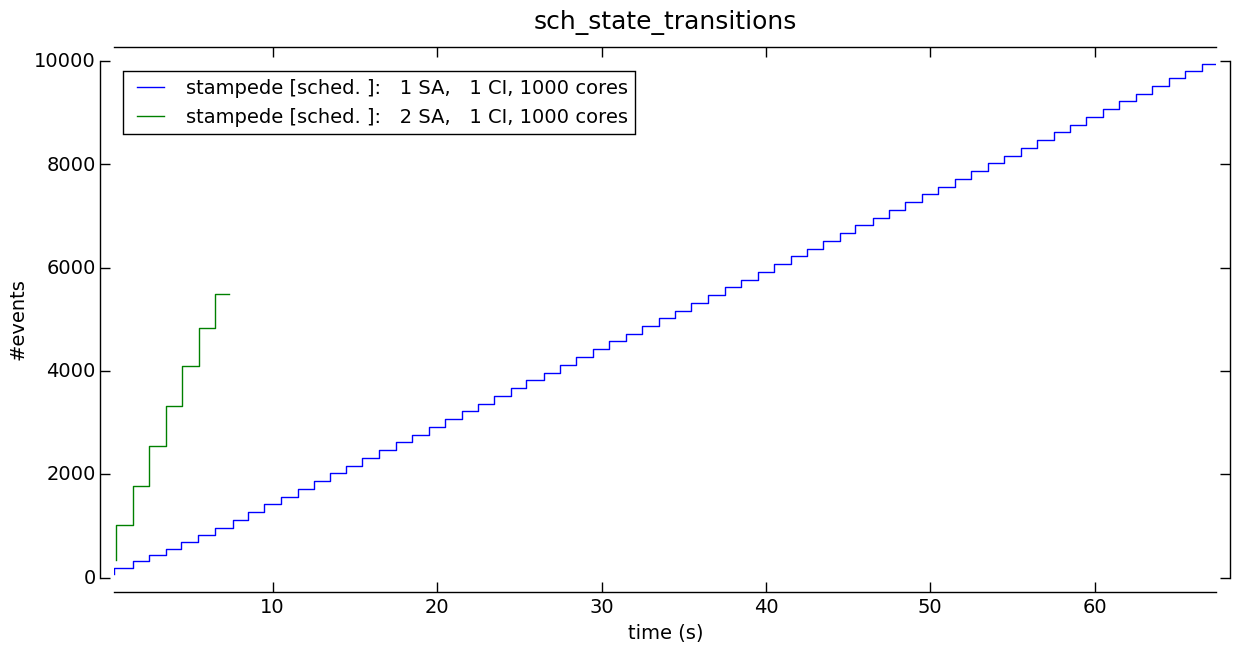 sch_state_transitions
10000
8000
6000
4000
2000
0
#events
stampede [sched. ]:   1 SA,   1 CI, 1000 cores
stampede [sched. ]:   2 SA,   1 CI, 1000 cores
10 20 30 40 50 60
time (s)